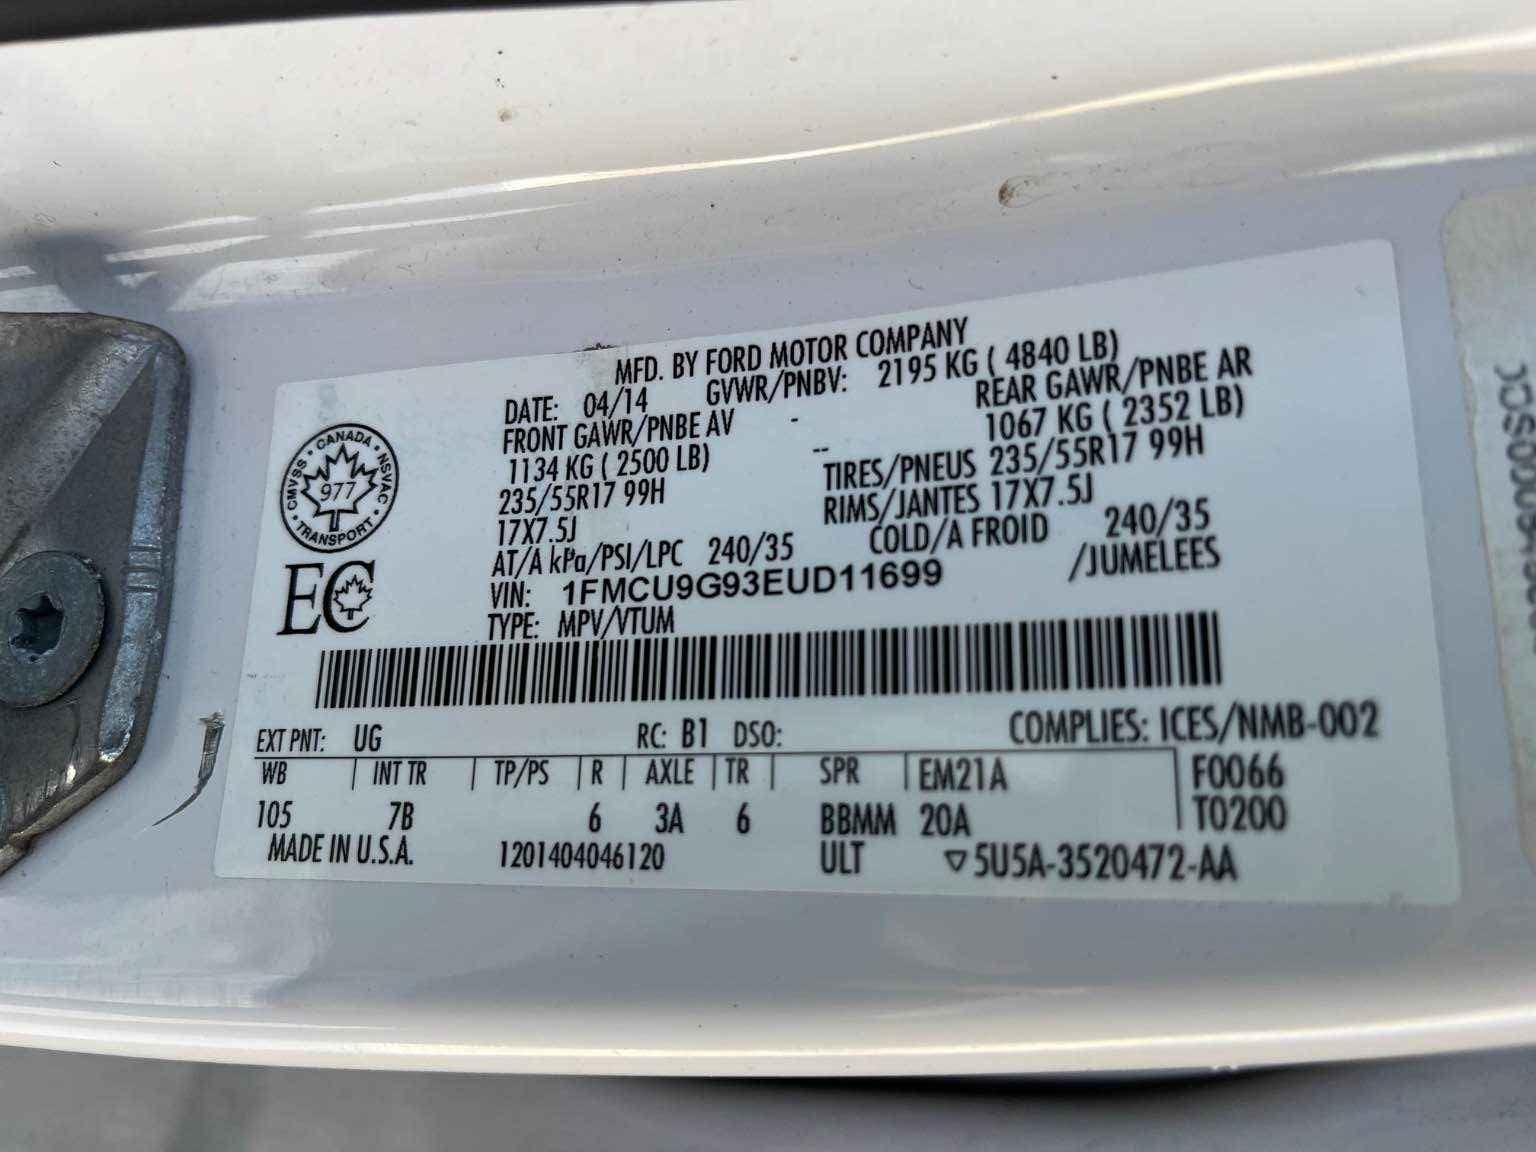 MFD. BY FORD MOTOR COMPANY
DATE: 04/14 GVWR/PNBV: 2195 KG ( 4840 LB)
FRONT GAWR/PNBE AV - REAR GAWR/PNBE AR
1134 KG ( 2500 LB) -- 1067 KG ( 2352 LB)
235/55R17 99H TIRES/PNEUS 235/55R17 99H
17X7.5J RIMS/JANTES 17X7.5J
AT/A kPa/PSI/LPC 240/35 COLD/A FROID 240/35
VIN: 1FMCU9G93EUD11699 /JUMELEES
TYPE: MPV/VTUM
CANADA · NSVAC · TRANSPORT · CMVSS ·
977
EC
EXT PNT: UG RC: B1 DSO: COMPLIES: ICES/NMB-002
WB | INT TR | TP/PS | R | AXLE | TR | SPR | EM21A F0066
105 7B 6 3A 6 BBMM 20A T0200
MADE IN U.S.A. 1201404046120 ULT ▽5U5A-3520472-AA